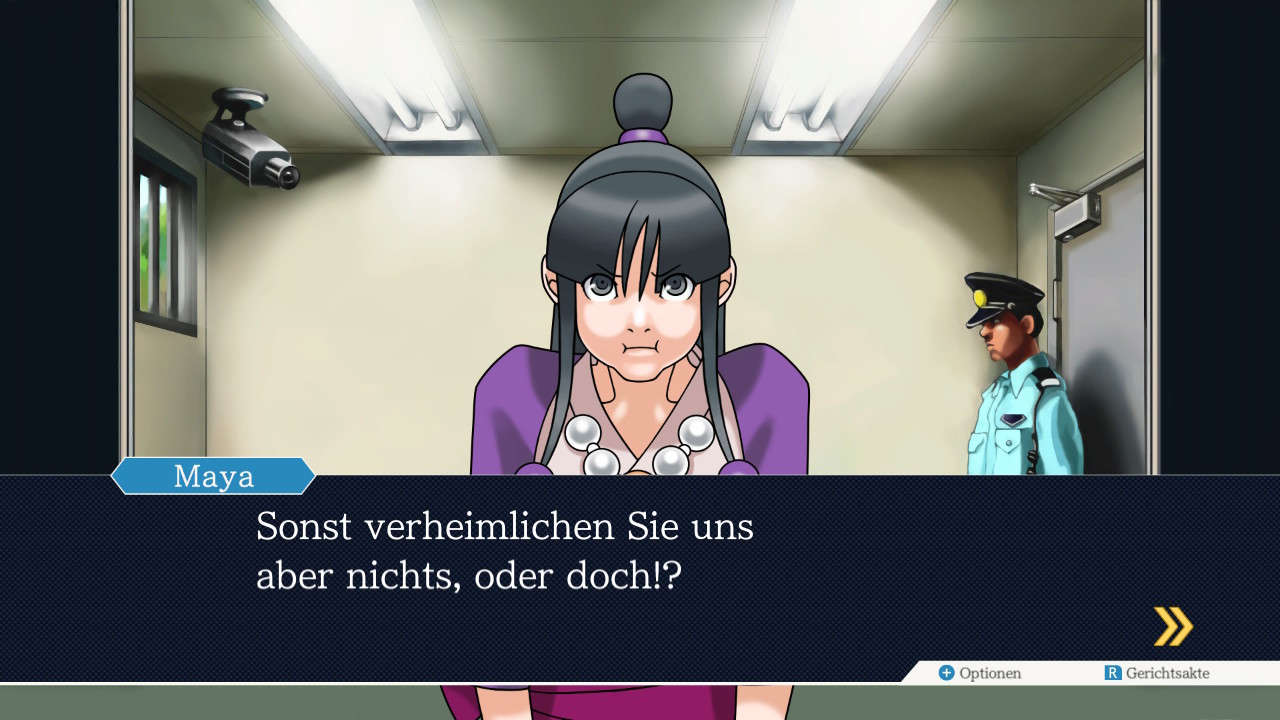 Maya
Sonst verheimlichen Sie uns
aber nichts, oder doch!?
+ Optionen
R Gerichtsakte